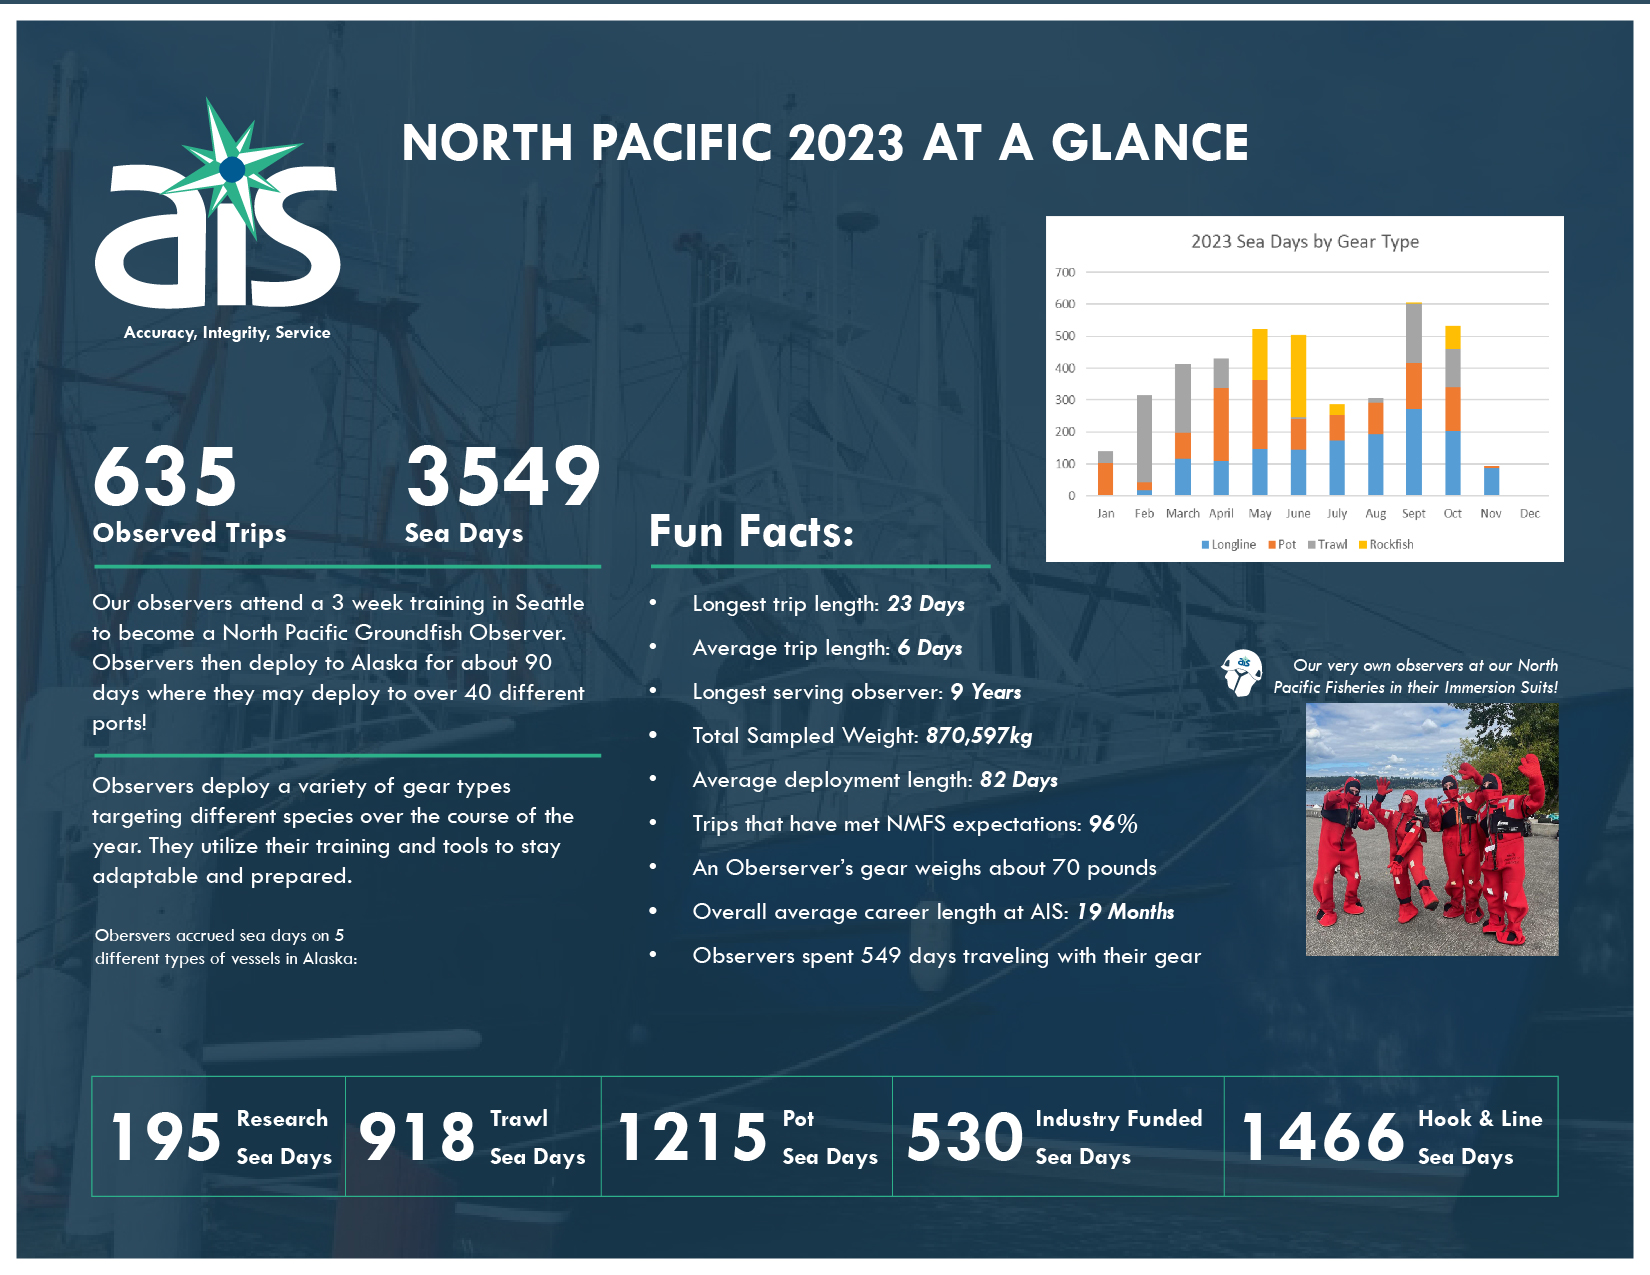 NORTH PACIFIC 2023 AT A GLANCE
ais
Accuracy, Integrity, Service
2023 Sea Days by Gear Type
700
600
500
400
300
200
100
0
Jan Feb March April May June July Aug Sept Oct Nov Dec
Longline Pot Trawl Rockfish
635
Observed Trips
3549
Sea Days
Our observers attend a 3 week training in Seattle
to become a North Pacific Groundfish Observer.
Observers then deploy to Alaska for about 90
days where they may deploy to over 40 different
ports!
Observers deploy a variety of gear types
targeting different species over the course of the
year. They utilize their training and tools to stay
adaptable and prepared.
Obersvers accrued sea days on 5
different types of vessels in Alaska:
Fun Facts:
• Longest trip length: 23 Days
• Average trip length: 6 Days
• Longest serving observer: 9 Years
• Total Sampled Weight: 870,597kg
• Average deployment length: 82 Days
• Trips that have met NMFS expectations: 96%
• An Oberserver’s gear weighs about 70 pounds
• Overall average career length at AIS: 19 Months
• Observers spent 549 days traveling with their gear
ais
Our very own observers at our North
Pacific Fisheries in their Immersion Suits!
195 Research
Sea Days
918 Trawl
Sea Days
1215 Pot
Sea Days
530 Industry Funded
Sea Days
1466 Hook & Line
Sea Days